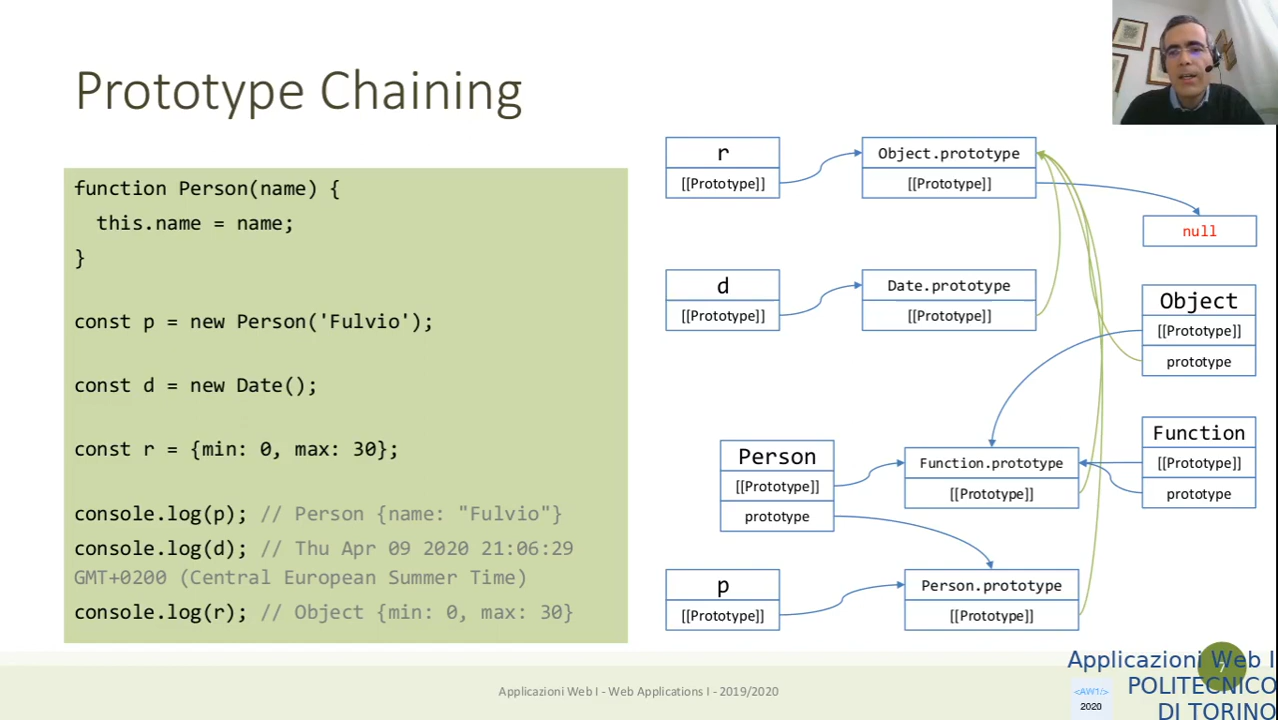 Prototype Chaining
function Person(name) {
this.name = name;
}
const p = new Person('Fulvio');
const d = new Date();
const r = {min: 0, max: 30};
console.log(p); // Person {name: "Fulvio"}
console.log(d); // Thu Apr 09 2020 21:06:29
GMT+0200 (Central European Summer Time)
console.log(r); // Object {min: 0, max: 30}
r
[[Prototype]]
Object.prototype
[[Prototype]]
null
d
[[Prototype]]
Date.prototype
[[Prototype]]
Object
[[Prototype]]
prototype
Person
[[Prototype]]
prototype
Function.prototype
[[Prototype]]
Function
[[Prototype]]
prototype
p
[[Prototype]]
Person.prototype
[[Prototype]]
Applicazioni Web I - Web Applications I - 2019/2020
7
Applicazioni Web I
POLITECNICO
DI TORINO
<AW1/>
2020